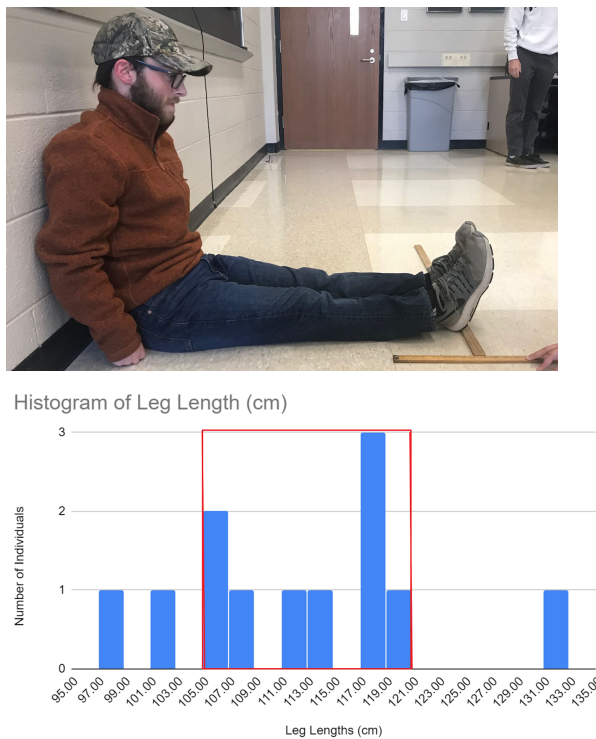 Histogram of Leg Length (cm)
3
2
1
0
Number of Individuals
95.00 97.00 99.00 101.00 103.00 105.00 107.00 109.00 111.00 113.00 115.00 117.00 119.00 121.00 123.00 125.00 127.00 129.00 131.00 133.00 135.00
Leg Lengths (cm)